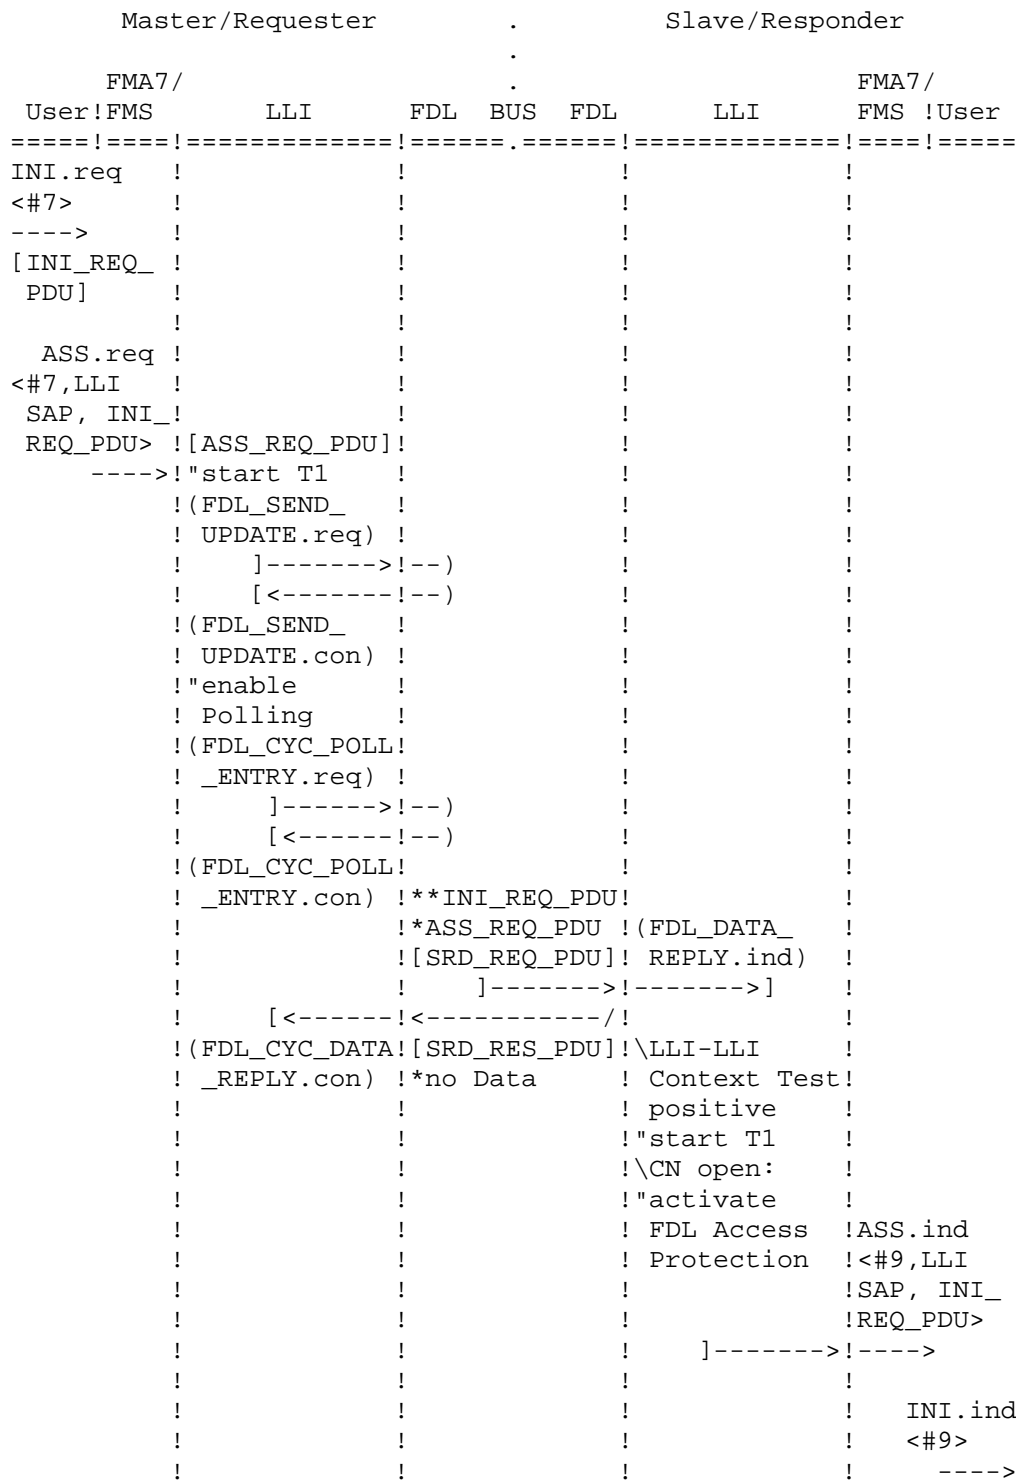 Master/Requester         .         Slave/Responder
                                .
      FMA7/                     .                     FMA7/
 User!FMS       LLI      FDL   BUS  FDL      LLI      FMS !User
=====!====!=============!======.======!=============!====!=====
INI.req   !             !             !             !
<#7>      !             !             !             !
---->     !             !             !             !
[INI_REQ_ !             !             !             !
 PDU]     !             !             !             !
          !             !             !             !
  ASS.req !             !             !             !
<#7,LLI   !             !             !             !
 SAP, INI_!             !             !             !
 REQ_PDU> ![ASS_REQ_PDU]!             !             !
     ---->!"start T1    !             !             !
          !(FDL_SEND_   !             !             !
          ! UPDATE.req) !             !             !
          !    ]------->!--)          !             !
          !    [<-------!--)          !             !
          !(FDL_SEND_   !             !             !
          ! UPDATE.con) !             !             !
          !"enable      !             !             !
          ! Polling     !             !             !
          !(FDL_CYC_POLL!             !             !
          ! _ENTRY.req) !             !             !
          !     ]------>!--)          !             !
          !     [<------!--)          !             !
          !(FDL_CYC_POLL!             !             !
          ! _ENTRY.con) !**INI_REQ_PDU!             !
          !             !*ASS_REQ_PDU !(FDL_DATA_   !
          !             ![SRD_REQ_PDU]! REPLY.ind)  !
          !             !    ]------->!------->]    !
          !     [<------!<-----------/!             !
          !(FDL_CYC_DATA![SRD_RES_PDU]!\LLI-LLI     !
          ! _REPLY.con) !*no Data     ! Context Test!
          !             !             ! positive    !
          !             !             !"start T1    !
          !             !             !\CN open:    !
          !             !             !"activate    !
          !             !             ! FDL Access  !ASS.ind
          !             !             ! Protection  !<#9,LLI
          !             !             !             !SAP, INI_
          !             !             !             !REQ_PDU>
          !             !             !    ]------->!---->
          !             !             !             !
          !             !             !             !   INI.ind
          !             !             !             !   <#9>
          !             !             !             !     ---->